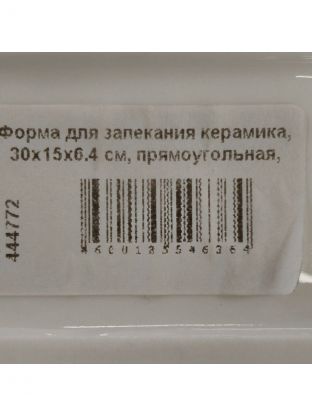 Форма для запекания керамика,
30x15x6.4 см, прямоугольная,
444772